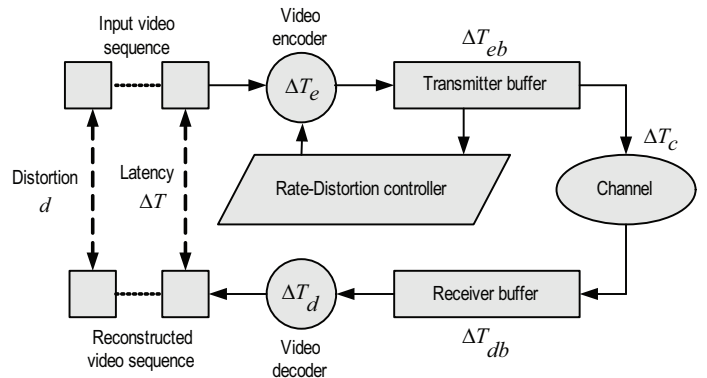 Input video
sequence
Video
encoder
ΔT_e
ΔT_eb
Transmitter buffer
ΔT_c
Distortion
d
Latency
ΔT
Rate-Distortion controller
Channel
ΔT_d
Receiver buffer
Reconstructed
video sequence
Video
decoder
ΔT_db